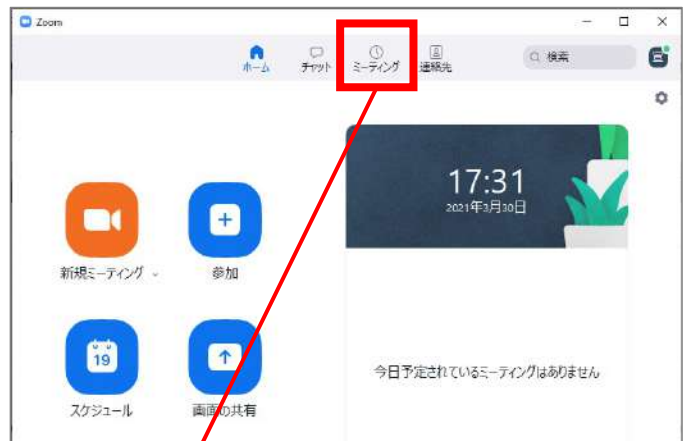 Zoom
ホーム
チャット
ミーティング
連絡先
検索
17:31
2021年3月30日
新規ミーティング
参加
19
スケジュール
画面の共有
今日予定されているミーティングはありません